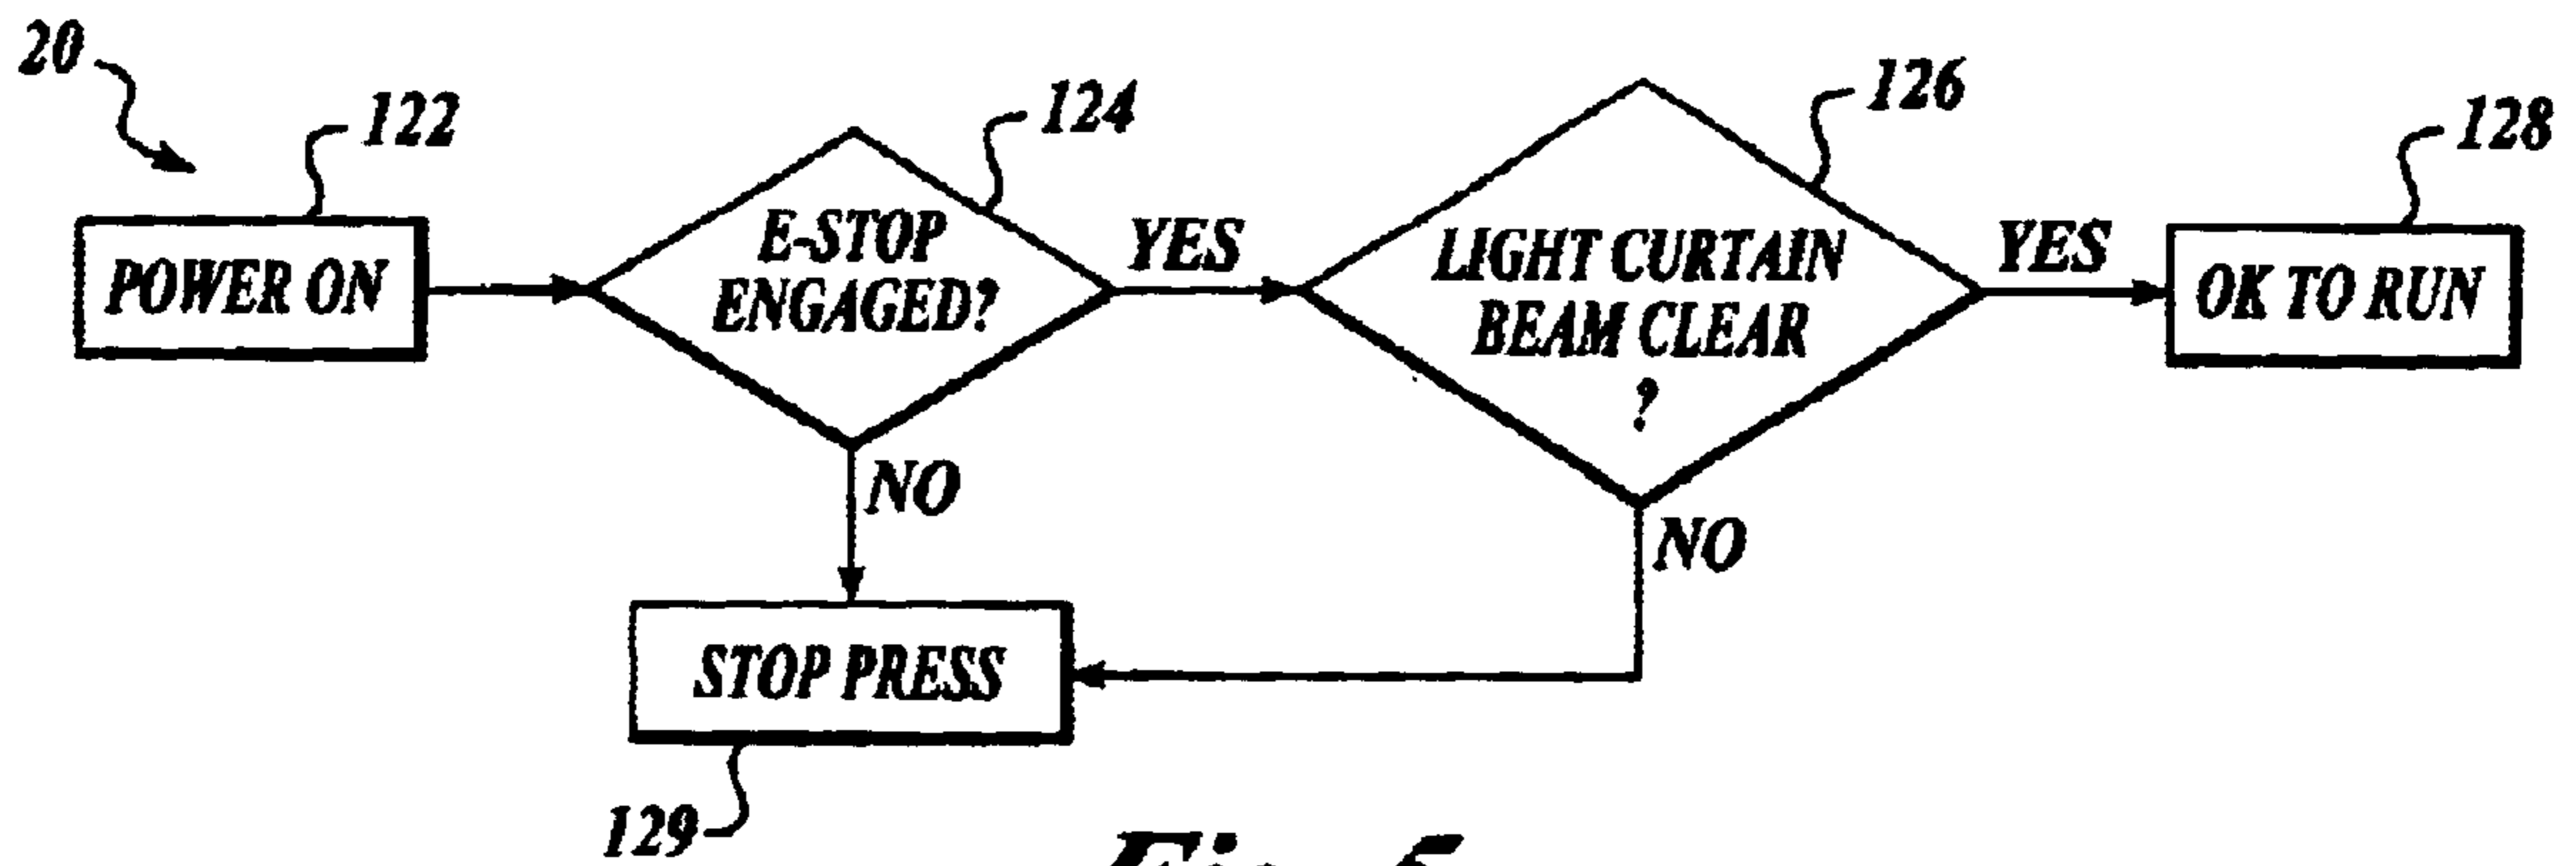 20
122
124
126
128
POWER ON
E-STOP
ENGAGED?
YES
LIGHT CURTAIN
BEAM CLEAR
?
YES
OK TO RUN
NO
NO
STOP PRESS
129